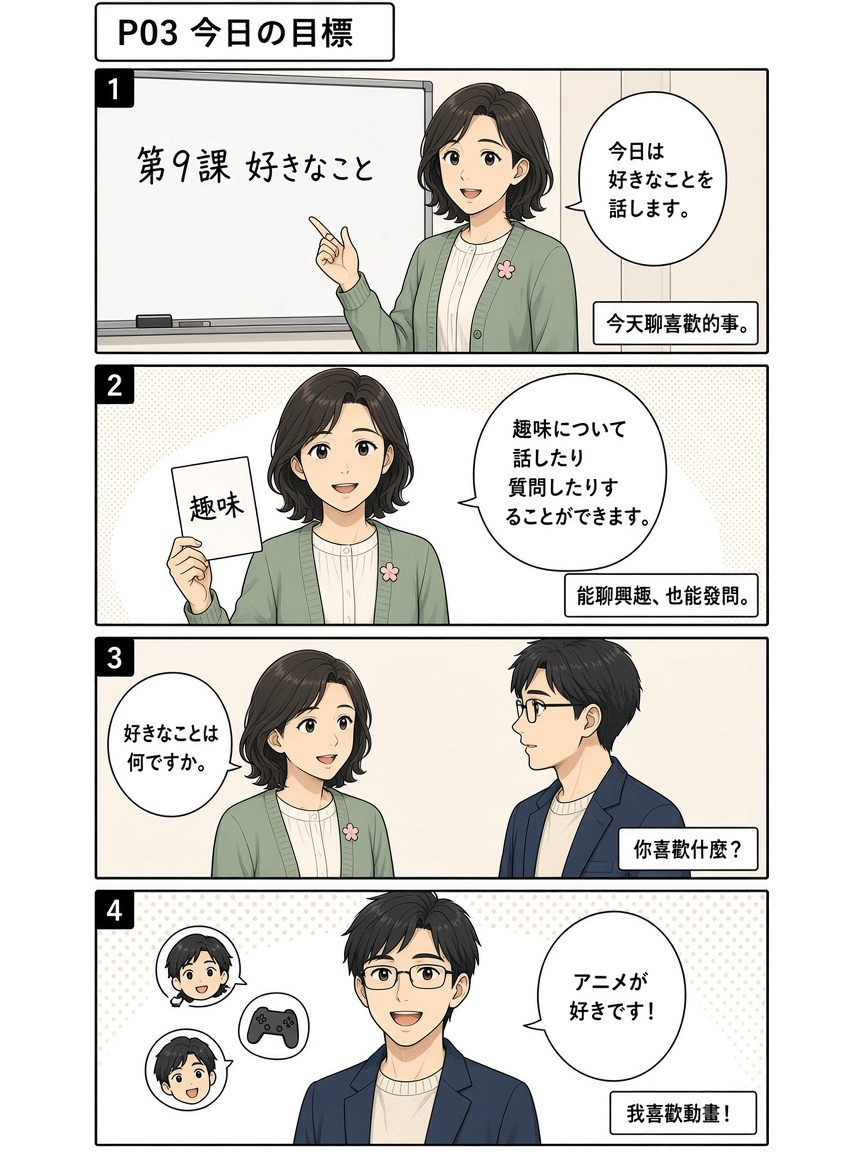 P03 今日の目標
1
第9課 好きなこと
今日は
好きなことを
話します。
今天聊喜歡的事。
2
趣味
趣味について
話したり
質問したりす
ることができます。
能聊興趣、也能發問。
3
好きなことは
何ですか。
你喜歡什麼？
4
アニメが
好きです！
我喜歡動畫！